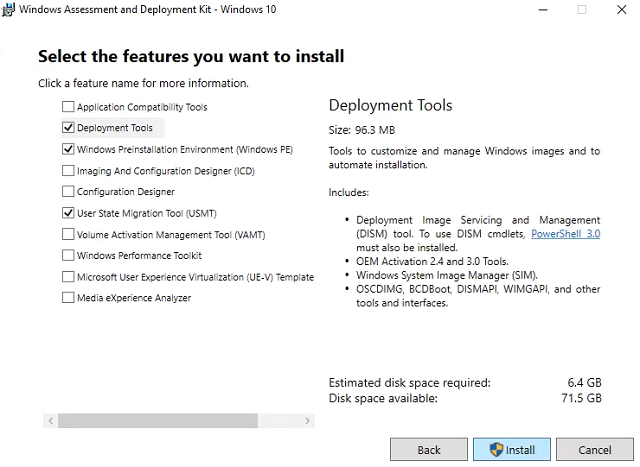 Windows Assessment and Deployment Kit - Windows 10
Select the features you want to install
Click a feature name for more information.
Application Compatibility Tools
Deployment Tools
Windows Preinstallation Environment (Windows PE)
Imaging And Configuration Designer (ICD)
Configuration Designer
User State Migration Tool (USMT)
Volume Activation Management Tool (VAMT)
Windows Performance Toolkit
Microsoft User Experience Virtualization (UE-V) Template
Media eXperience Analyzer
Deployment Tools
Size: 96.3 MB
Tools to customize and manage Windows images and to
automate installation.
Includes:
• Deployment Image Servicing and Management
(DISM) tool. To use DISM cmdlets, PowerShell 3.0
must also be installed.
• OEM Activation 2.4 and 3.0 Tools.
• Windows System Image Manager (SIM).
• OSCDIMG, BCDBoot, DISMAPI, WIMGAPI, and other
tools and interfaces.
Estimated disk space required: 6.4 GB
Disk space available: 71.5 GB
Back Install Cancel